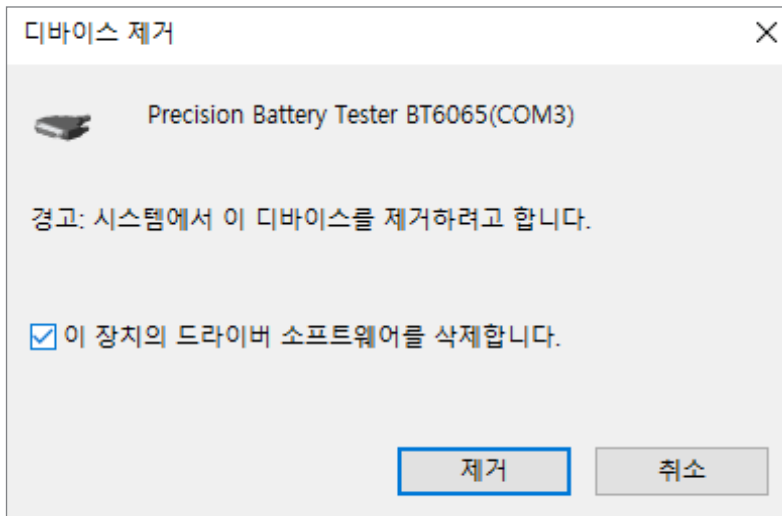 디바이스 제거
Precision Battery Tester BT6065(COM3)
경고: 시스템에서 이 디바이스를 제거하려고 합니다.
이 장치의 드라이버 소프트웨어를 삭제합니다.
제거 취소